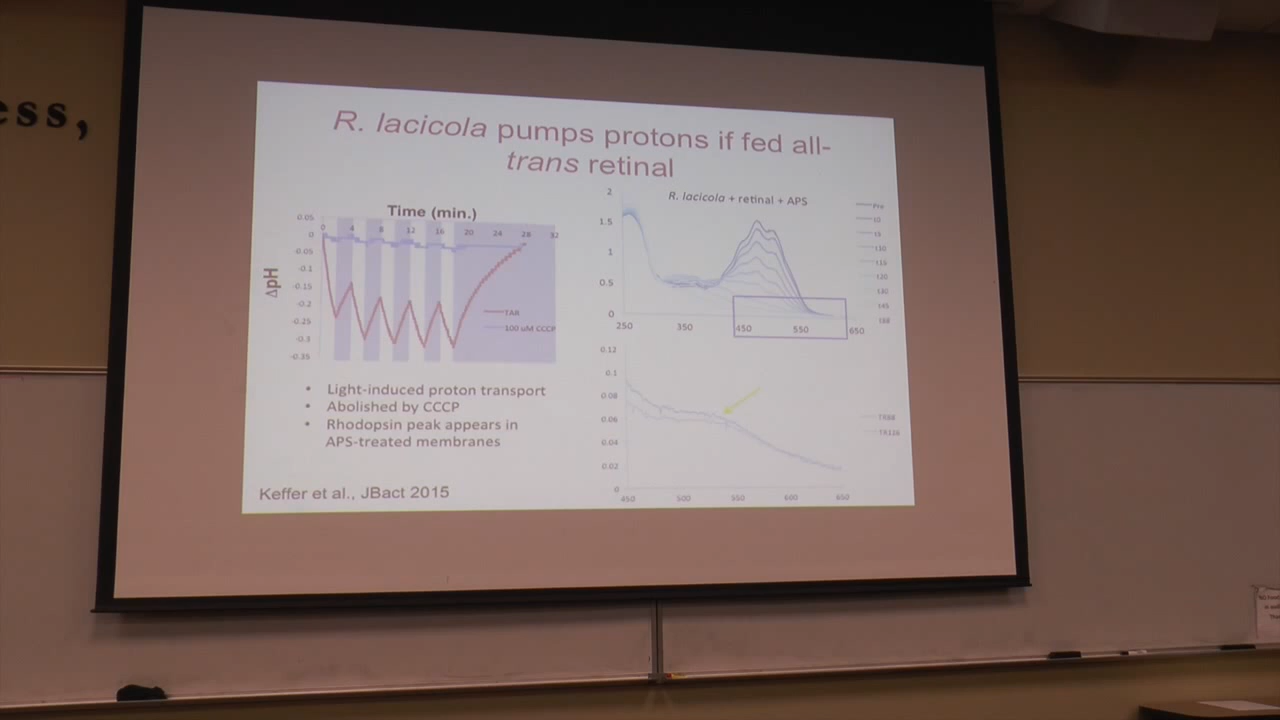 ess,
R. lacicola pumps protons if fed all-
trans retinal
Time (min.)
0.05
0 4 8 12 16 20 24 28 32
0
-0.05
-0.1
-0.15
-0.2
-0.25
-0.3
-0.35
ΔpH
TAR
100 uM CCCP
• Light-induced proton transport
• Abolished by CCCP
• Rhodopsin peak appears in
APS-treated membranes
Keffer et al., JBact 2015
R. lacicola + retinal + APS
2
1.5
1
0.5
0
250 350 450 550 650
Pre
0.12
0.1
0.08
0.06
0.04
0.02
0
450 500 550 600 650